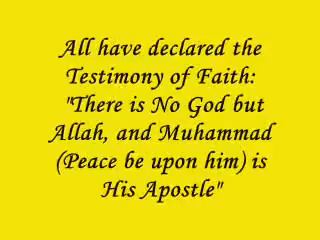 All have declared the
Testimony of Faith:
"There is No God but
Allah, and Muhammad
(Peace be upon him) is
His Apostle"